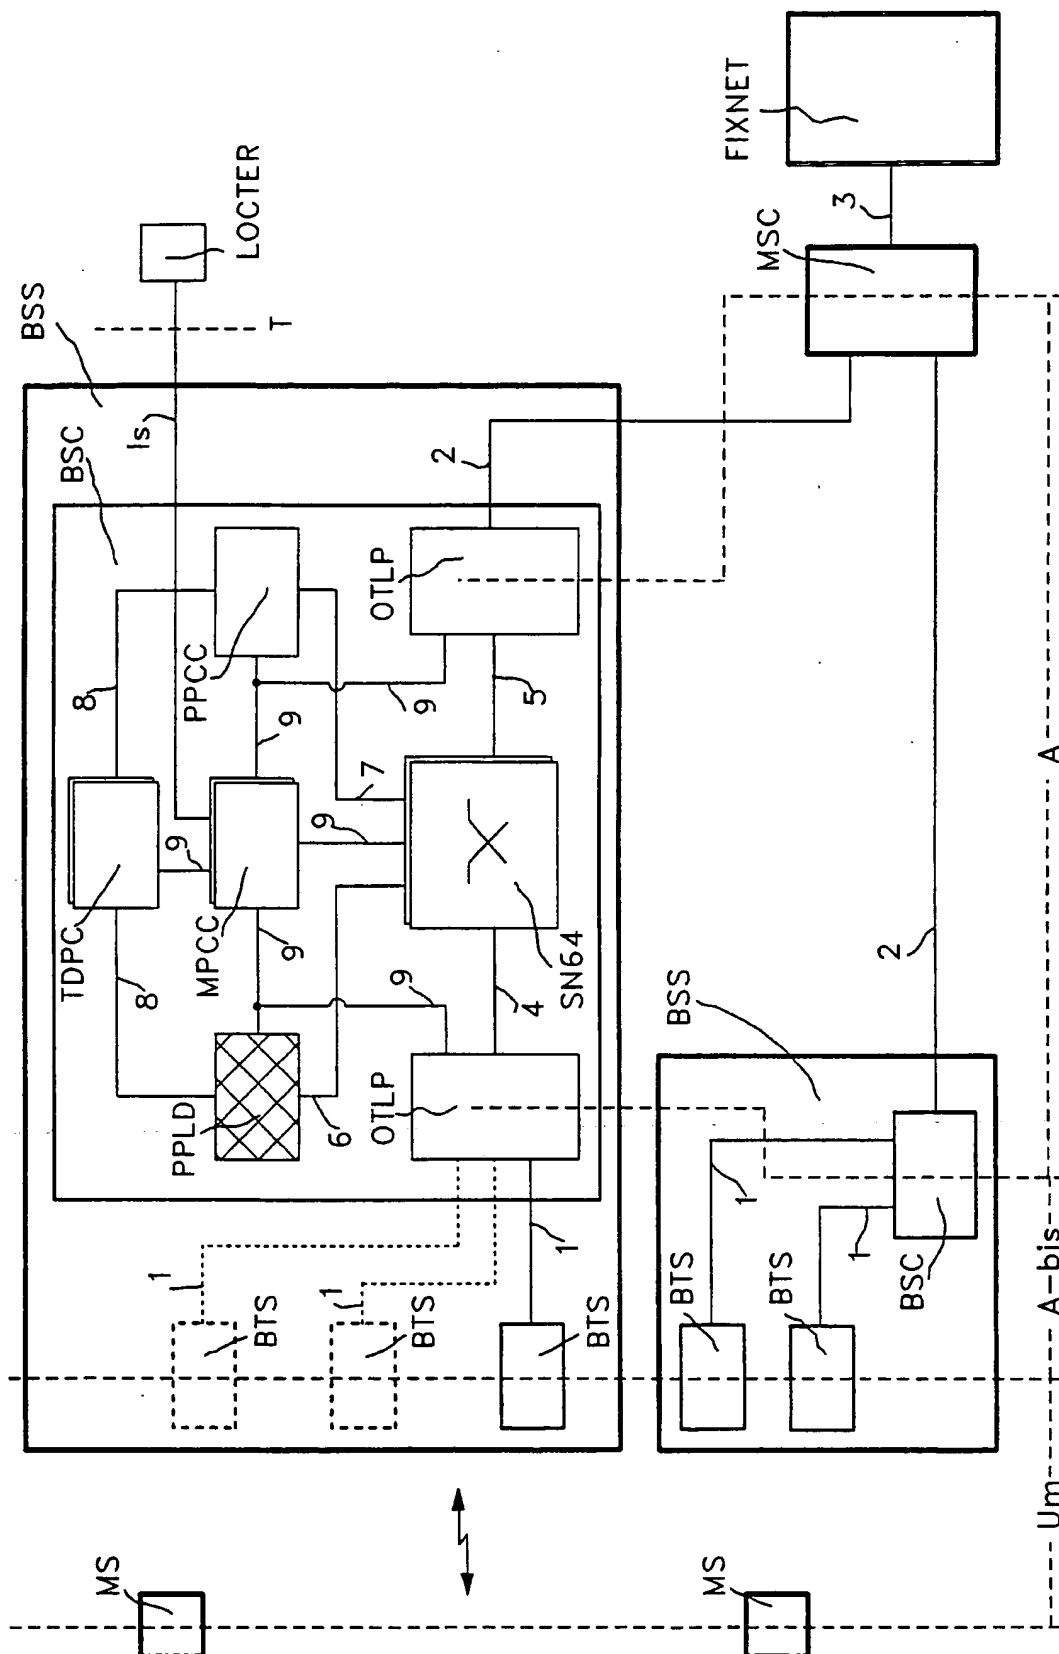 MS
MS
BSS
BSC
BTS
1
BTS
1
BTS
1
PPLD
8
TDPC
8
9
MPCC
9
9
PPCC
9
9
9
6
7
OTLP
4
SN64
5
OTLP
2
ls
T
LOCTER
BSS
BTS
1
BTS
1
BSC
2
MSC
3
FIXNET
Um
A-bis
A